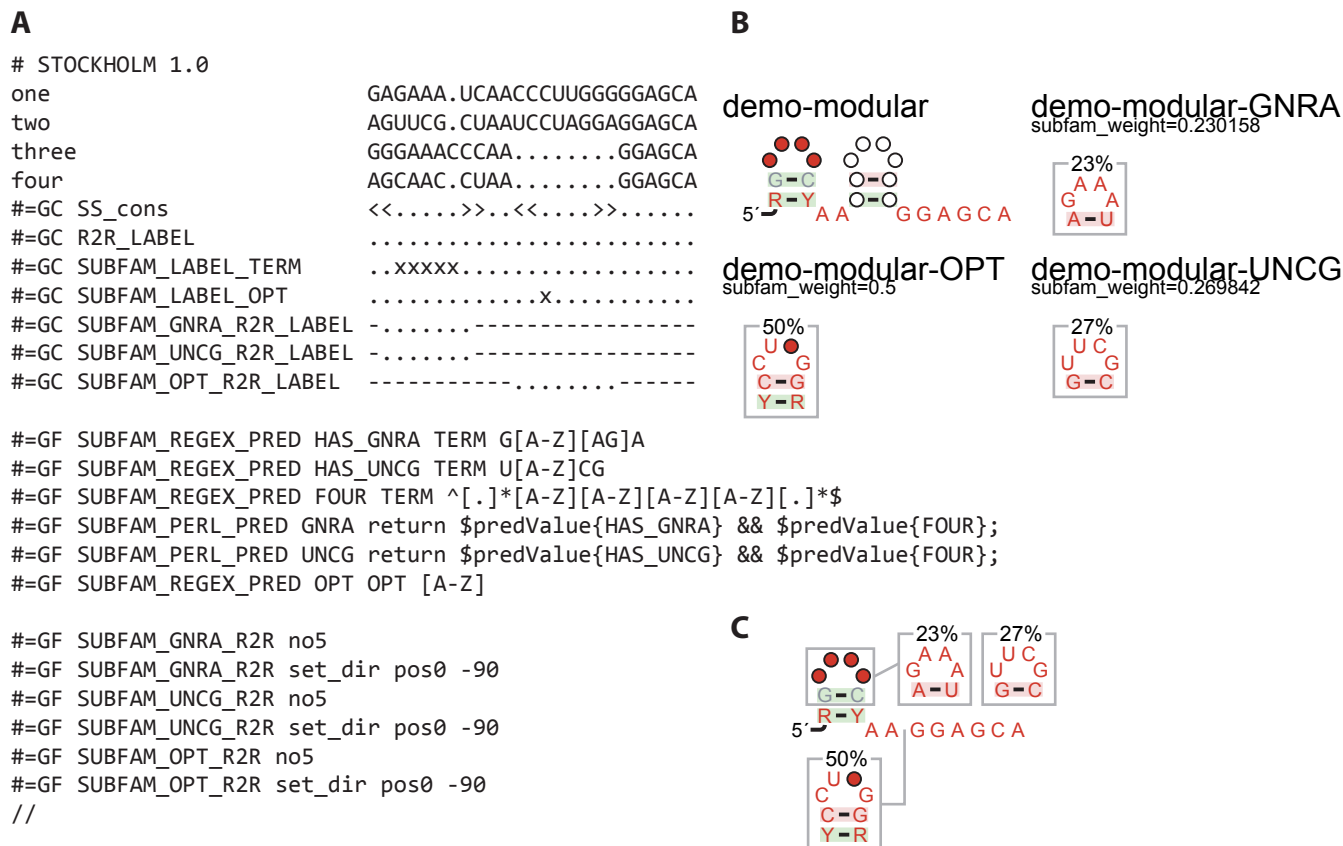 A
# STOCKHOLM 1.0
one GAGAAA.UCAACCCUUGGGGGAGCA
two AGUUCG.CUAAUCCUAGGAGGAGCA
three GGGAAACCCAA........GGAGCA
four AGCAAC.CUAA........GGAGCA
#=GC SS_cons <<.....>>..<<....>>......
#=GC R2R_LABEL .........................
#=GC SUBFAM_LABEL_TERM ..xxxxx..................
#=GC SUBFAM_LABEL_OPT .............x...........
#=GC SUBFAM_GNRA_R2R_LABEL -.......-----------------
#=GC SUBFAM_UNCG_R2R_LABEL -.......-----------------
#=GC SUBFAM_OPT_R2R_LABEL -----------........------
#=GF SUBFAM_REGEX_PRED HAS_GNRA TERM G[A-Z][AG]A
#=GF SUBFAM_REGEX_PRED HAS_UNCG TERM U[A-Z]CG
#=GF SUBFAM_REGEX_PRED FOUR TERM ^[.]*[A-Z][A-Z][A-Z][A-Z][.]*$
#=GF SUBFAM_PERL_PRED GNRA return $predValue{HAS_GNRA} && $predValue{FOUR};
#=GF SUBFAM_PERL_PRED UNCG return $predValue{HAS_UNCG} && $predValue{FOUR};
#=GF SUBFAM_REGEX_PRED OPT OPT [A-Z]
#=GF SUBFAM_GNRA_R2R no5
#=GF SUBFAM_GNRA_R2R set_dir pos0 -90
#=GF SUBFAM_UNCG_R2R no5
#=GF SUBFAM_UNCG_R2R set_dir pos0 -90
#=GF SUBFAM_OPT_R2R no5
#=GF SUBFAM_OPT_R2R set_dir pos0 -90
//
B
demo-modular
G C
R Y
5´ A A G G A G C A
demo-modular-GNRA
subfam_weight=0.230158
23%
A A
G A
A U
demo-modular-OPT
subfam_weight=0.5
50%
U
C G
C G
Y R
demo-modular-UNCG
subfam_weight=0.269842
27%
U C
U G
G C
C
23% 27%
A A U C
G A U G
G C A U G C
R Y
5´ A A G G A G C A
50%
U
C G
C G
Y R